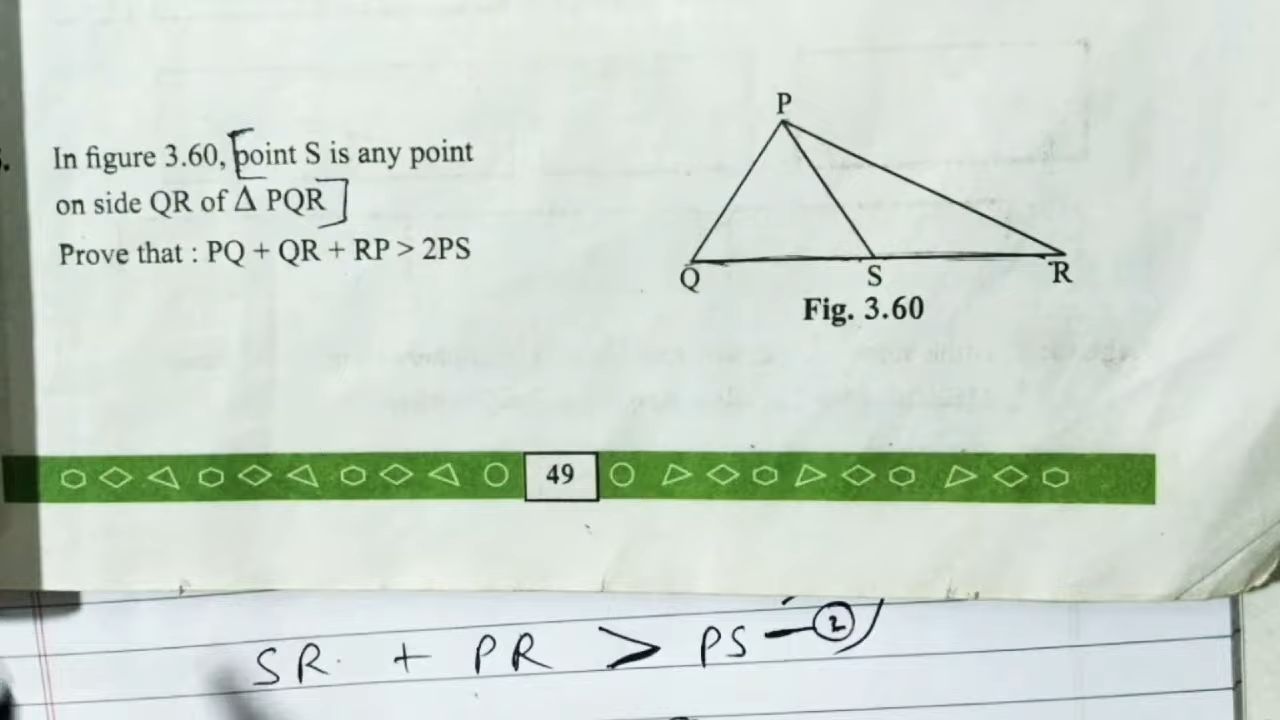 In figure 3.60, point S is any point
on side QR of Δ PQR
Prove that : PQ + QR + RP > 2PS
P
Q
S
R
Fig. 3.60
49
SR + PR > PS — 2